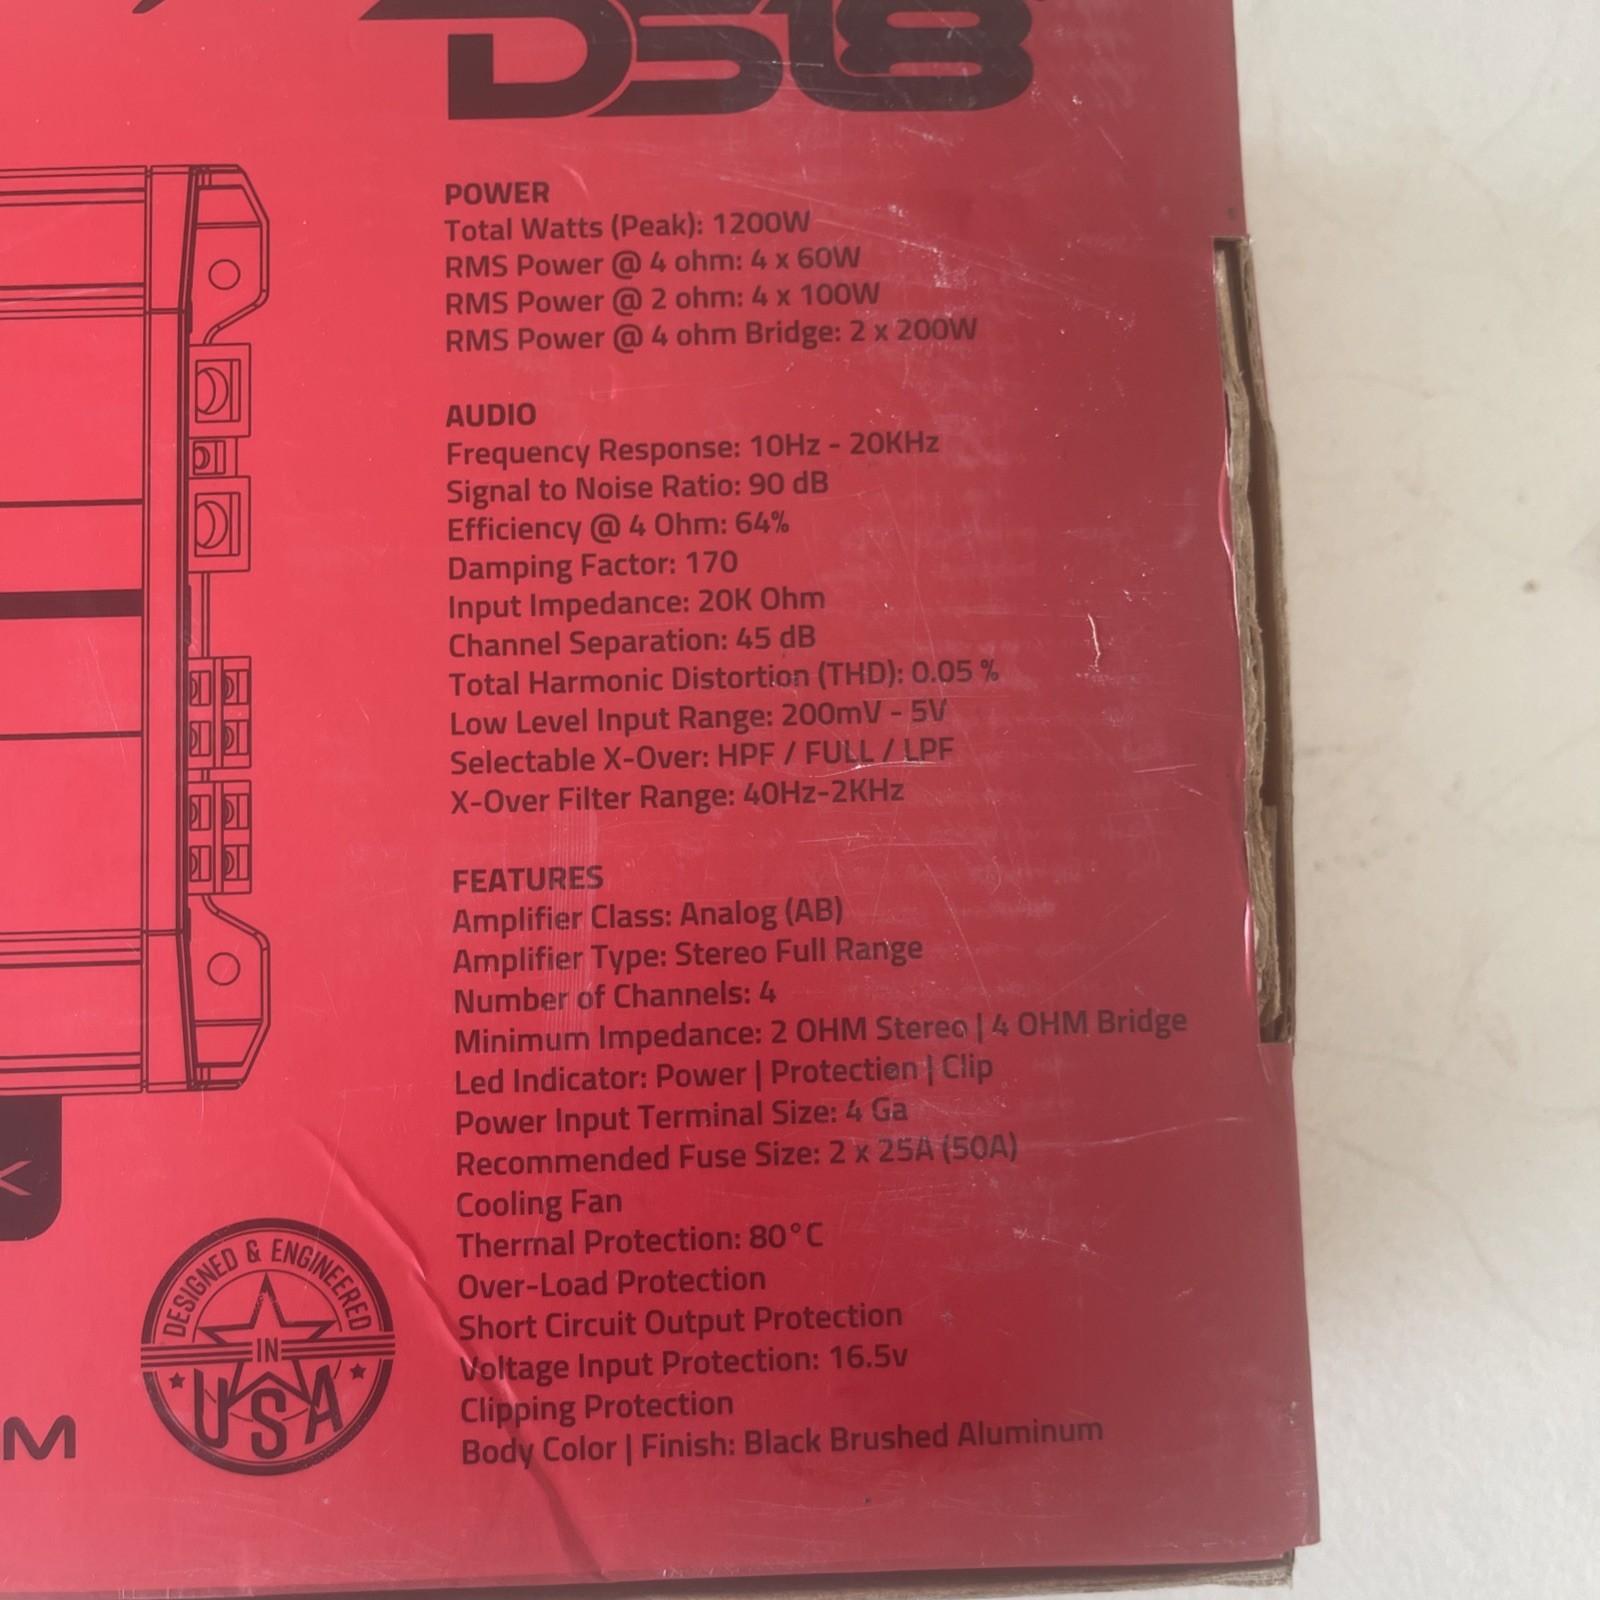 DS18
POWER
Total Watts (Peak): 1200W
RMS Power @ 4 ohm: 4 x 60W
RMS Power @ 2 ohm: 4 x 100W
RMS Power @ 4 ohm Bridge: 2 x 200W
AUDIO
Frequency Response: 10Hz - 20KHz
Signal to Noise Ratio: 90 dB
Efficiency @ 4 Ohm: 64%
Damping Factor: 170
Input Impedance: 20K Ohm
Channel Separation: 45 dB
Total Harmonic Distortion (THD): 0.05 %
Low Level Input Range: 200mV - 5V
Selectable X-Over: HPF / FULL / LPF
X-Over Filter Range: 40Hz-2KHz
FEATURES
Amplifier Class: Analog (AB)
Amplifier Type: Stereo Full Range
Number of Channels: 4
Minimum Impedance: 2 OHM Stereo | 4 OHM Bridge
Led Indicator: Power | Protection | Clip
Power Input Terminal Size: 4 Ga
Recommended Fuse Size: 2 x 25A (50A)
Cooling Fan
Thermal Protection: 80°C
Over-Load Protection
Short Circuit Output Protection
Voltage Input Protection: 16.5v
Clipping Protection
Body Color | Finish: Black Brushed Aluminum
DESIGNED & ENGINEERED
IN
USA
M